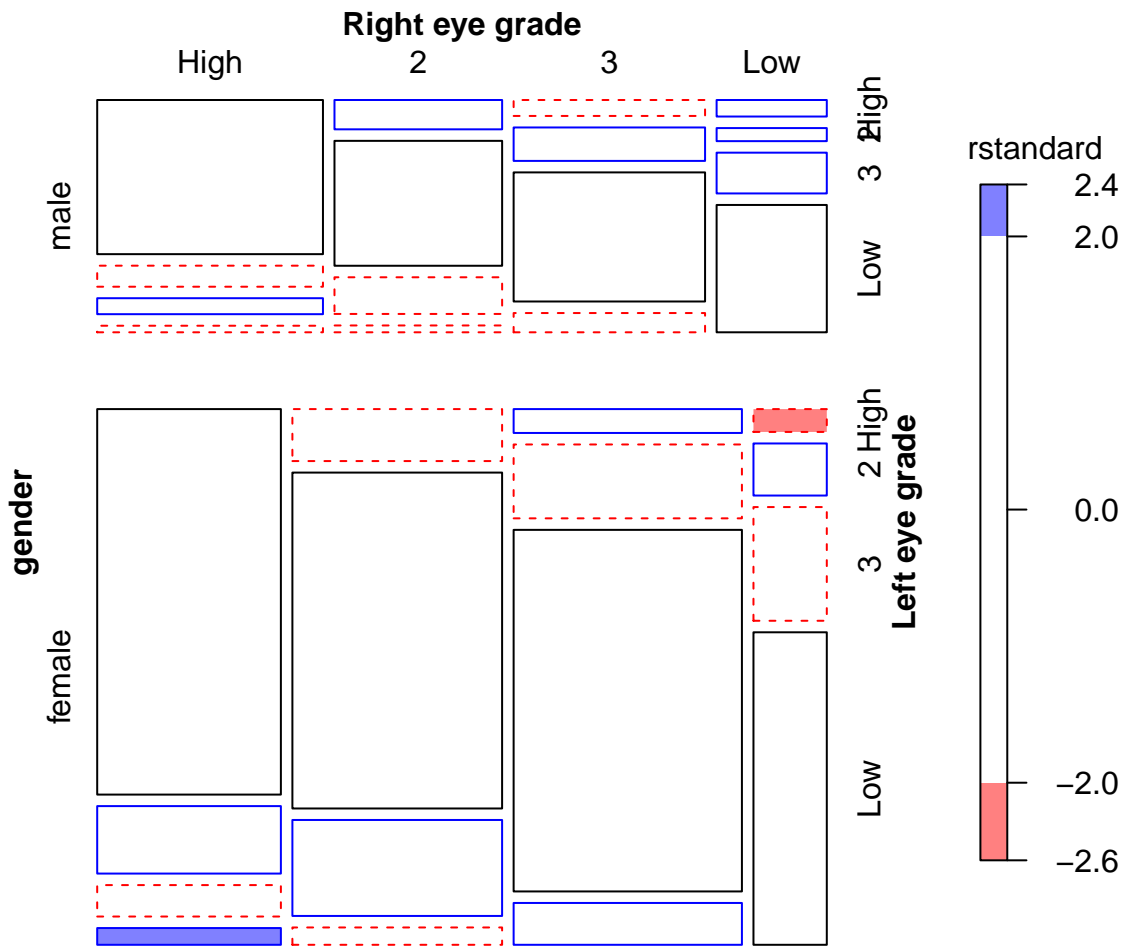 Right eye grade
High 2 3 Low
male
High
2
3
Low
rstandard
2.4
2.0
0.0
−2.0
−2.6
gender
female
High
2
3
Low
Left eye grade